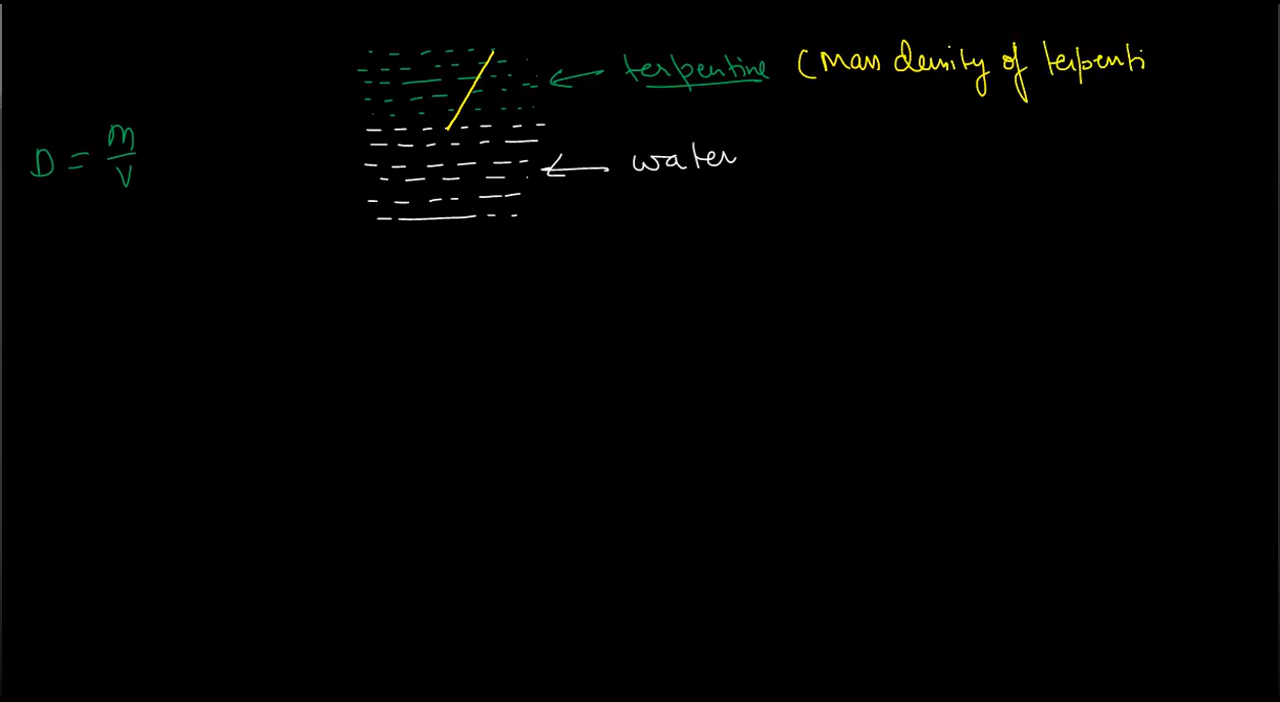 terpentine (Mass density of terpenti
D = m/v
water